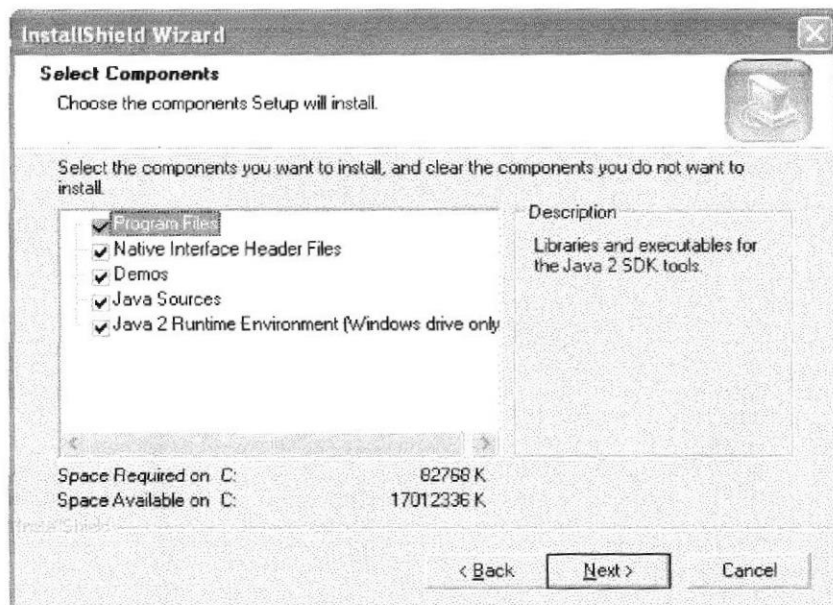 InstallShield Wizard
Select Components
Choose the components Setup will install.
Select the components you want to install, and clear the components you do not want to
install.
Program Files
Native Interface Header Files
Demos
Java Sources
Java 2 Runtime Environment (Windows drive only
Description
Libraries and executables for
the Java 2 SDK tools.
Space Required on C: 82768 K
Space Available on C: 17012336 K
InstallShield
< Back
Next >
Cancel